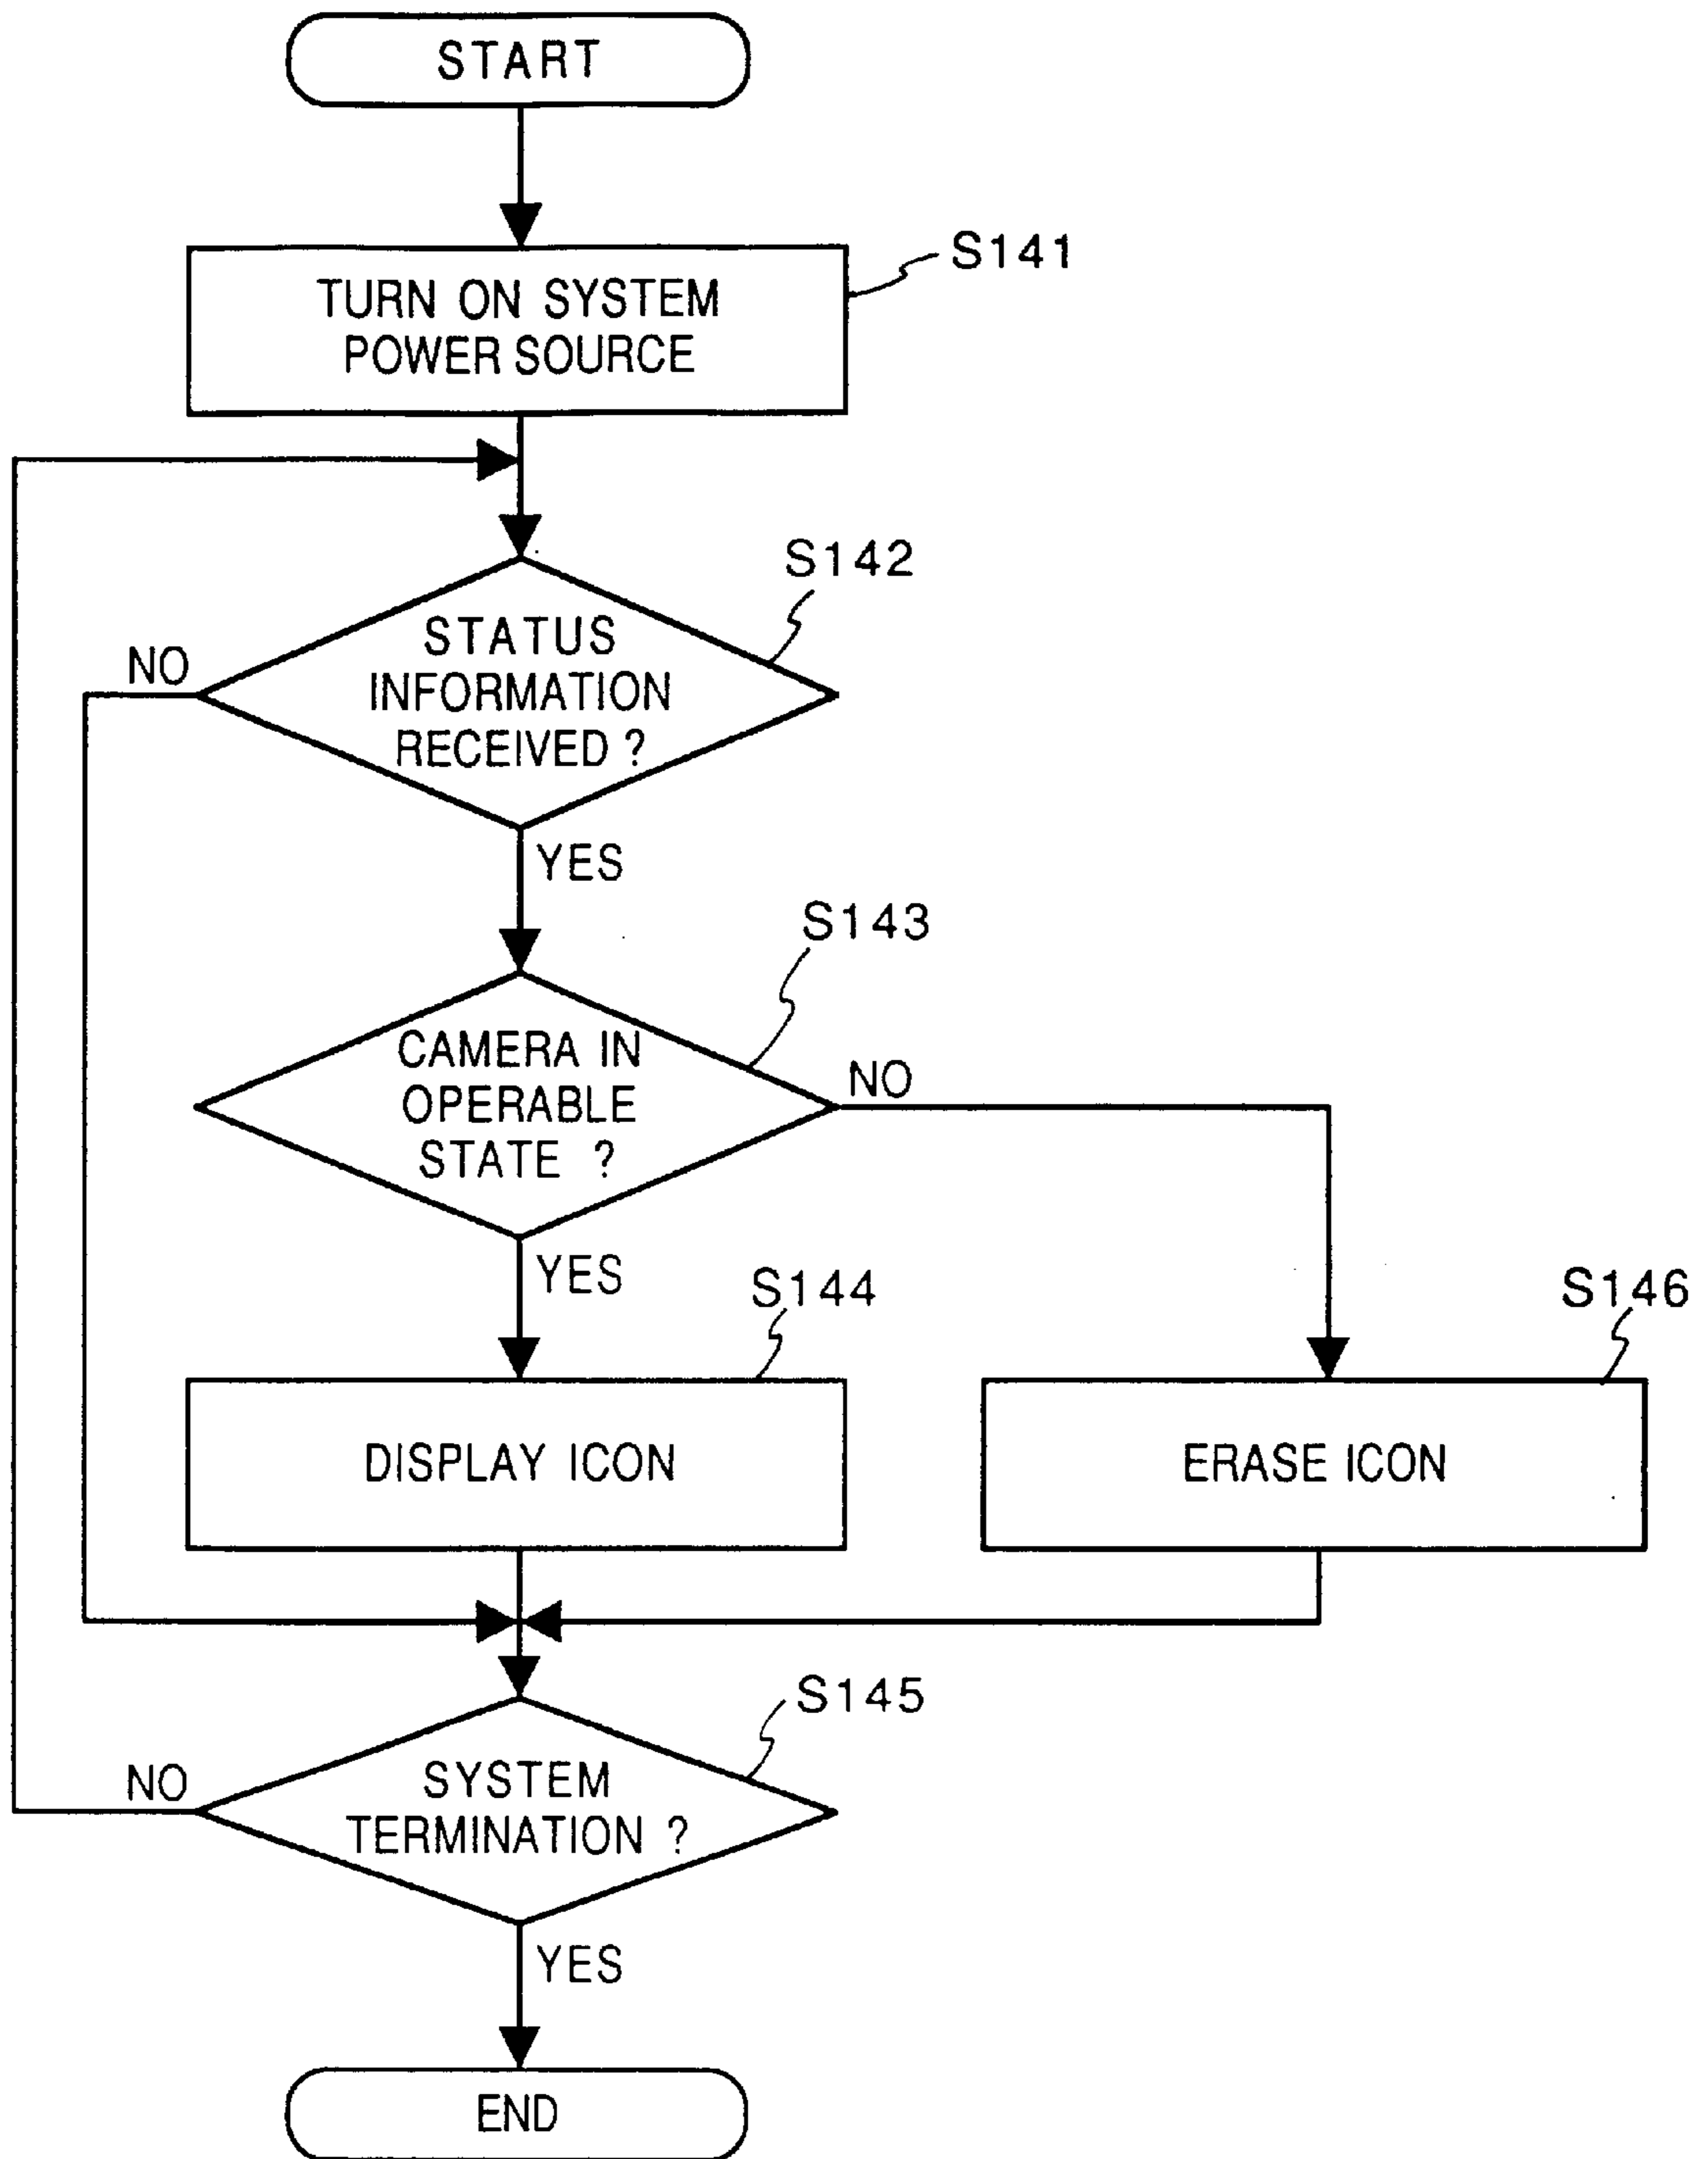 START
S141
TURN ON SYSTEM
POWER SOURCE
S142
STATUS
INFORMATION
RECEIVED ?
NO
YES
S143
CAMERA IN
OPERABLE
STATE ?
NO
YES
S144
S146
DISPLAY ICON
ERASE ICON
S145
SYSTEM
TERMINATION ?
NO
YES
END